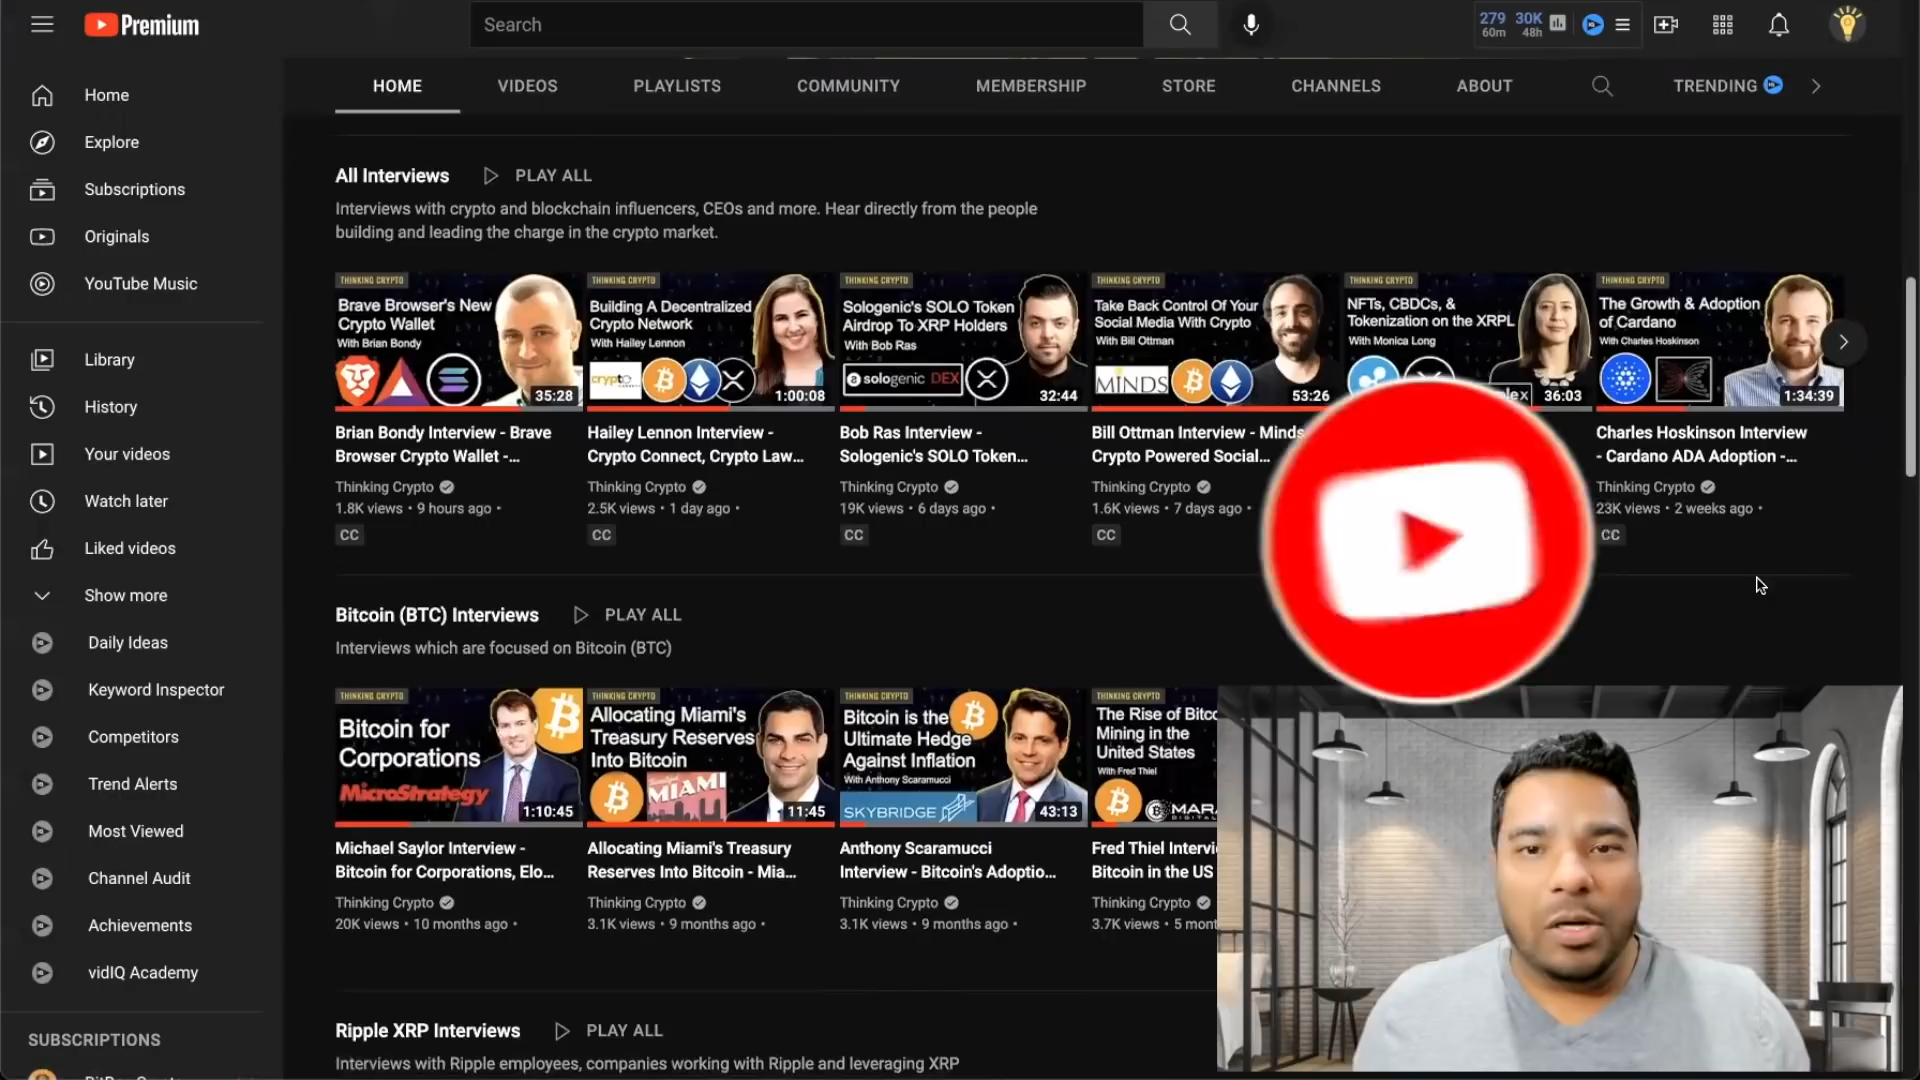 Premium
Search
279 30K
60m 48h
HOME VIDEOS PLAYLISTS COMMUNITY MEMBERSHIP STORE CHANNELS ABOUT TRENDING
Home
Explore
Subscriptions
Originals
YouTube Music
Library
History
Your videos
Watch later
Liked videos
Show more
Daily Ideas
Keyword Inspector
Competitors
Trend Alerts
Most Viewed
Channel Audit
Achievements
vidIQ Academy
SUBSCRIPTIONS
All Interviews PLAY ALL
Interviews with crypto and blockchain influencers, CEOs and more. Hear directly from the people
building and leading the charge in the crypto market.
THINKING CRYPTO
Brave Browser's New
Crypto Wallet
With Brian Bondy
35:28
Brian Bondy Interview - Brave
Browser Crypto Wallet -...
Thinking Crypto
1.8K views • 9 hours ago •
CC
THINKING CRYPTO
Building A Decentralized
Crypto Network
With Hailey Lennon
crypto
1:00:08
Hailey Lennon Interview -
Crypto Connect, Crypto Law...
Thinking Crypto
2.5K views • 1 day ago •
CC
THINKING CRYPTO
Sologenic's SOLO Token
Airdrop To XRP Holders
With Bob Ras
sologenic DEX
32:44
Bob Ras Interview -
Sologenic's SOLO Token...
Thinking Crypto
19K views • 6 days ago •
CC
THINKING CRYPTO
Take Back Control Of Your
Social Media With Crypto
With Bill Ottman
MINDS
53:26
Bill Ottman Interview - Minds
Crypto Powered Social...
Thinking Crypto
1.6K views • 7 days ago •
CC
THINKING CRYPTO
NFTs, CBDCs, &
Tokenization on the XRPL
With Monica Long
36:03
THINKING CRYPTO
The Growth & Adoption
of Cardano
With Charles Hoskinson
1:34:39
Charles Hoskinson Interview
- Cardano ADA Adoption -...
Thinking Crypto
23K views • 2 weeks ago •
CC
Bitcoin (BTC) Interviews PLAY ALL
Interviews which are focused on Bitcoin (BTC)
THINKING CRYPTO
Bitcoin for
Corporations
MicroStrategy
1:10:45
Michael Saylor Interview -
Bitcoin for Corporations, Elo...
Thinking Crypto
20K views • 10 months ago •
THINKING CRYPTO
Allocating Miami's
Treasury Reserves
Into Bitcoin
MIAMI
11:45
Allocating Miami's Treasury
Reserves Into Bitcoin - Mia...
Thinking Crypto
3.1K views • 9 months ago •
THINKING CRYPTO
Bitcoin is the
Ultimate Hedge
Against Inflation
With Anthony Scaramucci
SKYBRIDGE
43:13
Anthony Scaramucci
Interview - Bitcoin's Adoptio...
Thinking Crypto
3.1K views • 9 months ago •
THINKING CRYPTO
The Rise of Bitc
Mining in the
United States
With Fred Thiel
MARA
Fred Thiel Intervi
Bitcoin in the US
Thinking Crypto
3.7K views • 5 mont
Ripple XRP Interviews PLAY ALL
Interviews with Ripple employees, companies working with Ripple and leveraging XRP